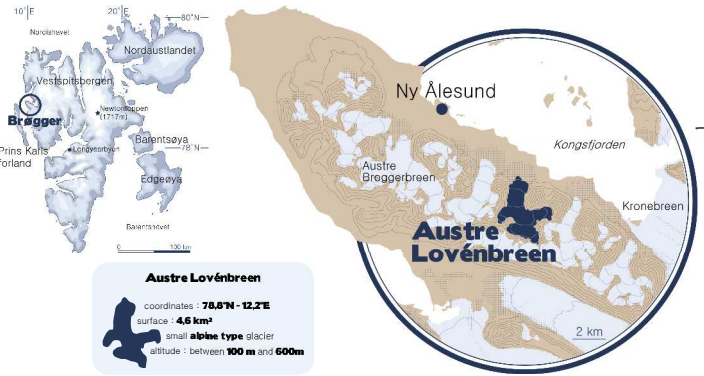 10°E
20°E
80°N
Norcishavet
Nordaustlandet
Vestspitsbergen
Newtontoppen
(1717m)
Brøgger
Prins Karls
forland
Longyearbyen
Barentsøya
78°N
Edgeøya
Barentshavet
0
100 km
Ny Ålesund
Kongsfjorden
Austre
Brøggerbreen
Kronebreen
Austre
Lovénbreen
2 km
Austre Lovénbreen
coordinates : 78,8°N - 12,2°E
surface : 4,6 km²
small alpine type glacier
altitude : between 100 m and 600m